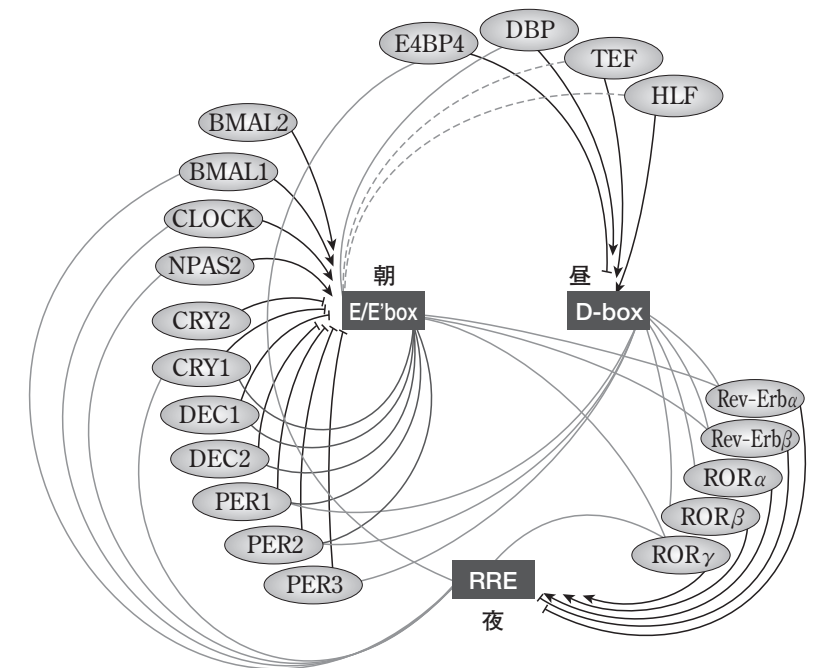 E4BP4
DBP
TEF
HLF
BMAL2
BMAL1
CLOCK
NPAS2
CRY2
CRY1
DEC1
DEC2
PER1
PER2
PER3
朝
E/E'box
昼
D-box
Rev-Erbα
Rev-Erbβ
RORα
RORβ
RORγ
RRE
夜